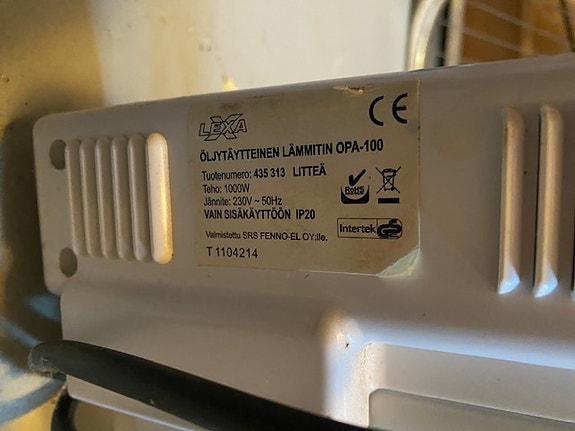 LEXA
CE
ÖLJYTÄYTTEINEN LÄMMITIN OPA-100
Tuotenumero: 435 313 LITTEÄ
Teho: 1000W
Jännite: 230V ~ 50Hz
VAIN SISÄKÄYTTÖÖN IP20
RoHS
Intertek
Valmistettu SRS FENNO-EL OY:lle.
T 1104214